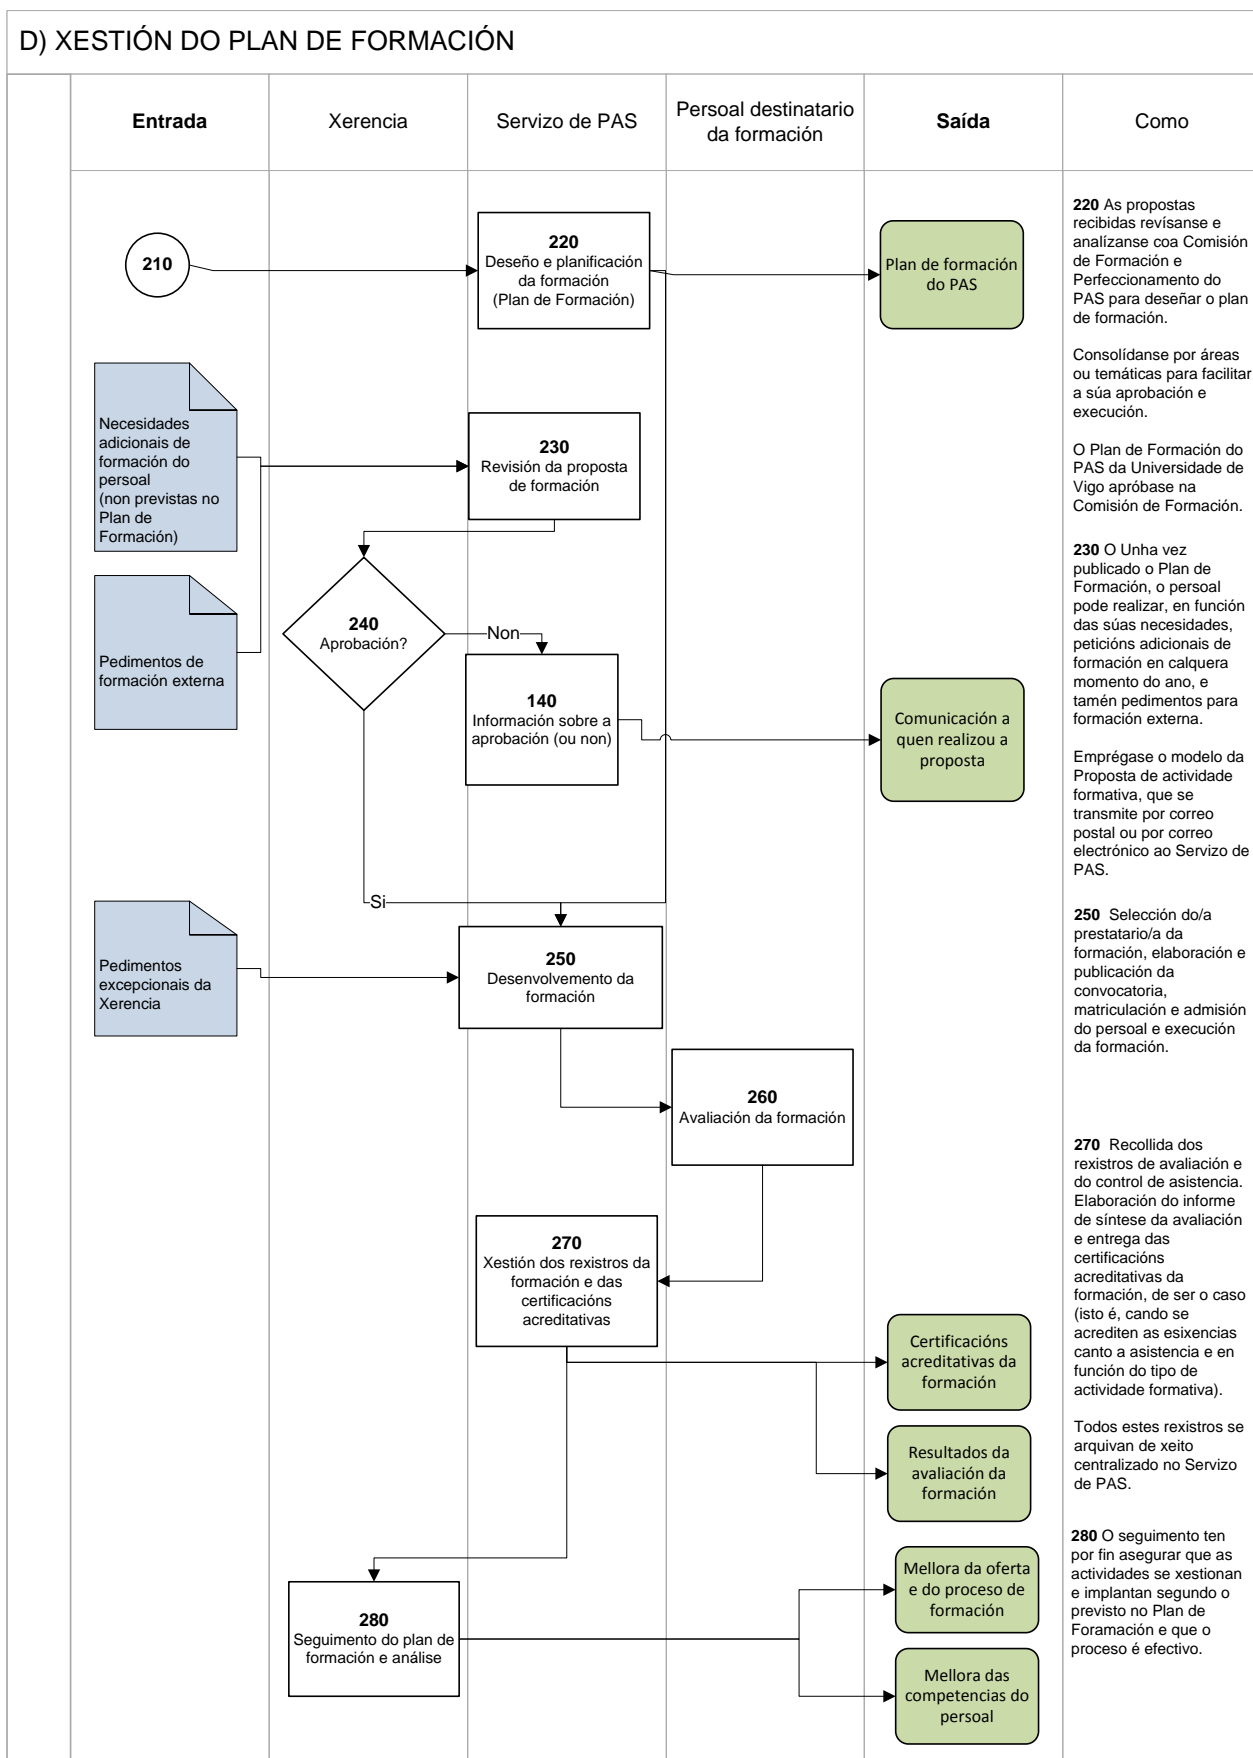 D) XESTIÓN DO PLAN DE FORMACIÓN
Entrada
Xerencia
Servizo de PAS
Persoal destinatario
da formación
Saída
Como
210
220
Deseño e planificación
da formación
(Plan de Formación)
Plan de formación
do PAS
Necesidades
adicionais de
formación do
persoal
(non previstas no
Plan de
Formación)
230
Revisión da proposta
de formación
240
Aprobación?
Non
Pedimentos de
formación externa
140
Información sobre a
aprobación (ou non)
Comunicación a
quen realizou a
proposta
Si
Pedimentos
excepcionais da
Xerencia
250
Desenvolvemento da
formación
260
Avaliación da formación
270
Xestión dos rexistros da
formación e das
certificacións
acreditativas
Certificacións
acreditativas da
formación
Resultados da
avaliación da
formación
280
Seguimento do plan de
formación e análise
Mellora da oferta
e do proceso de
formación
Mellora das
competencias do
persoal
220 As propostas
recibidas revísanse e
analízanse coa Comisión
de Formación e
Perfeccionamento do
PAS para deseñar o plan
de formación.
Consolídanse por áreas
ou temáticas para facilitar
a súa aprobación e
execución.
O Plan de Formación do
PAS da Universidade de
Vigo apróbase na
Comisión de Formación.
230 O Unha vez
publicado o Plan de
Formación, o persoal
pode realizar, en función
das súas necesidades,
peticións adicionais de
formación en calquera
momento do ano, e
tamén pedimentos para
formación externa.
Emprégase o modelo da
Proposta de actividade
formativa, que se
transmite por correo
postal ou por correo
electrónico ao Servizo de
PAS.
250 Selección do/a
prestatario/a da
formación, elaboración e
publicación da
convocatoria,
matriculación e admisión
do persoal e execución
da formación.
270 Recollida dos
rexistros de avaliación e
do control de asistencia.
Elaboración do informe
de síntese da avaliación
e entrega das
certificacións
acreditativas da
formación, de ser o caso
(isto é, cando se
acrediten as esixencias
canto a asistencia e en
función do tipo de
actividade formativa).
Todos estes rexistros se
arquivan de xeito
centralizado no Servizo
de PAS.
280 O seguimento ten
por fin asegurar que as
actividades se xestionan
e implantan segundo o
previsto no Plan de
Foramación e que o
proceso é efectivo.